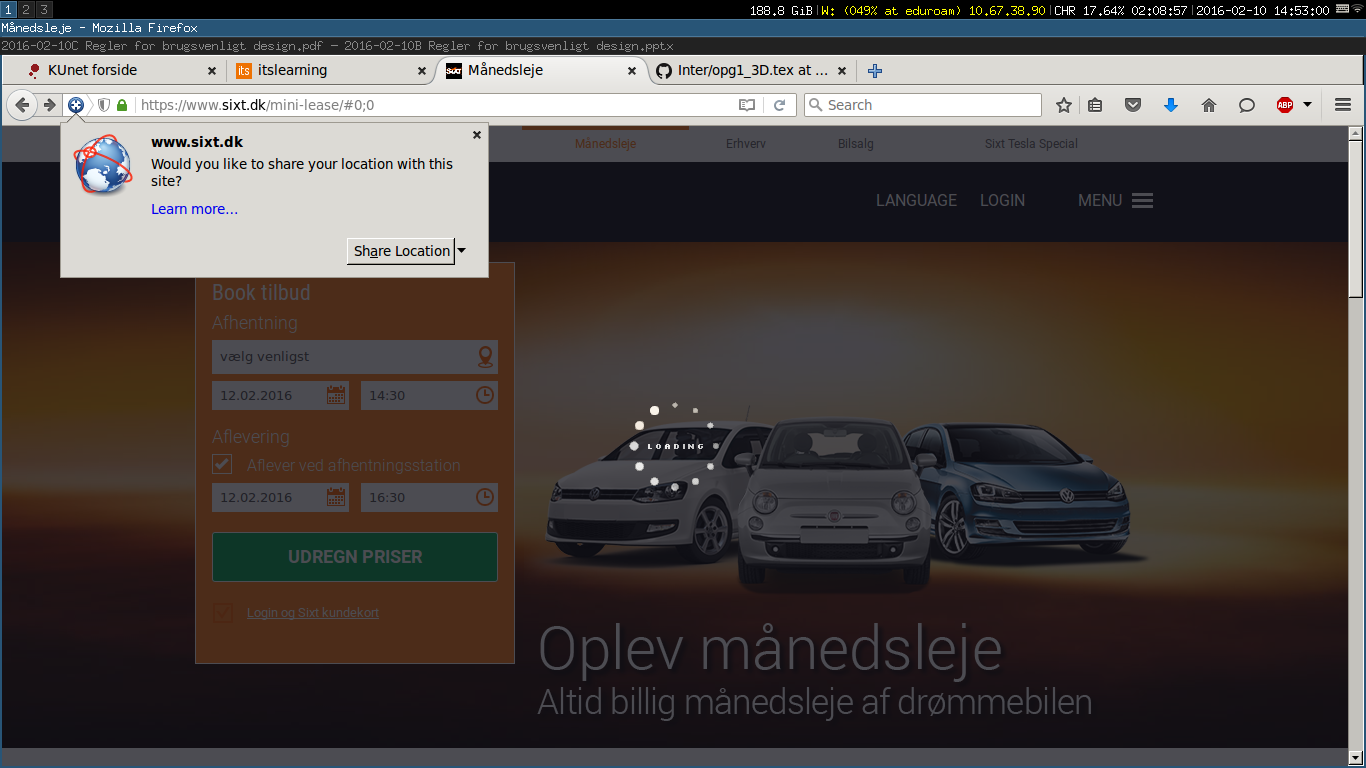 1 2 3 188.8 GiB|W: (049% at eduroam) 10.67.38.90|CHR 17.64% 02:08:57|2016-02-10 14:53:00
Månedsleje - Mozilla Firefox
2016-02-10C Regler for brugsvenligt design.pdf — 2016-02-10B Regler for brugsvenligt design.pptx
KUnet forside
its itslearning
SIXT Månedsleje
Inter/opg1_3D.tex at ...
https://www.sixt.dk/mini-lease/#0;0
Search
ABP
www.sixt.dk
Would you like to share your location with this
site?
Learn more…
Share Location
Månedsleje Erhverv Bilsalg Sixt Tesla Special
LANGUAGE LOGIN MENU
Book tilbud
Afhentning
vælg venligst
12.02.2016 14:30
Aflevering
Aflever ved afhentningsstation
12.02.2016 16:30
UDREGN PRISER
Login og Sixt kundekort
LOADING
Oplev månedsleje
Altid billig månedsleje af drømmebilen